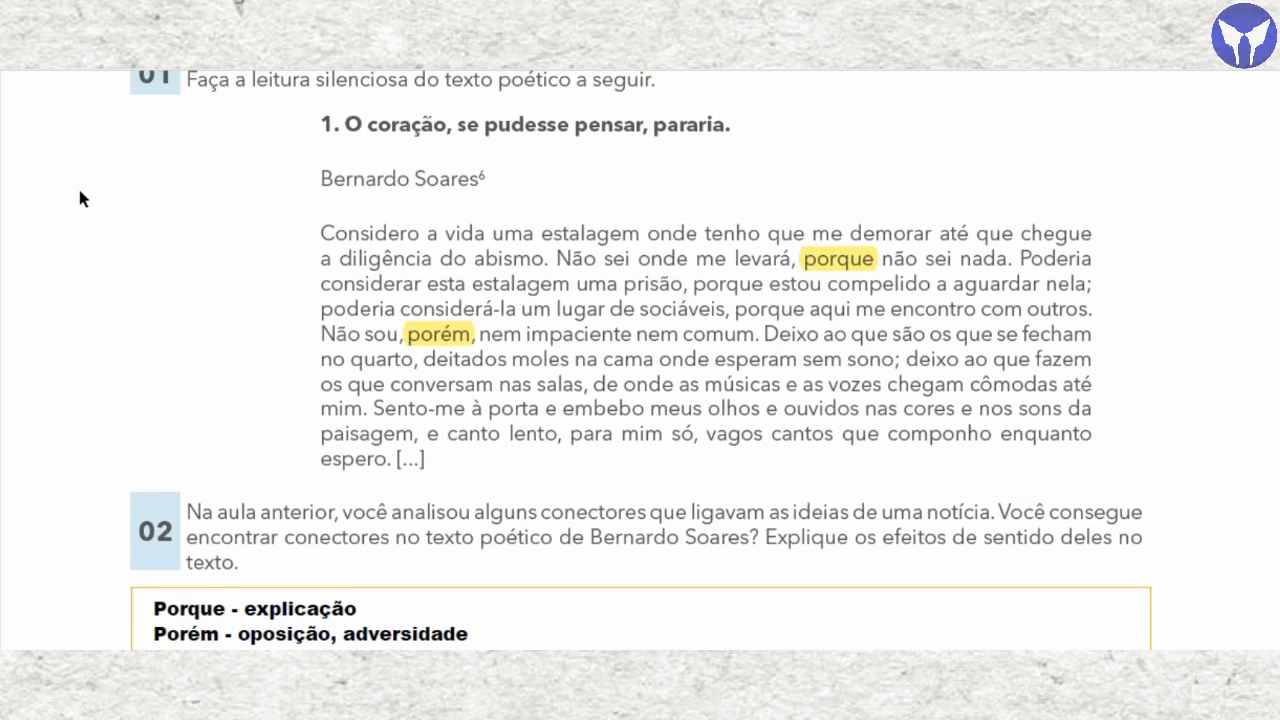 01 Faça a leitura silenciosa do texto poético a seguir.
1. O coração, se pudesse pensar, pararia.
Bernardo Soares⁶
Considero a vida uma estalagem onde tenho que me demorar até que chegue
a diligência do abismo. Não sei onde me levará, porque não sei nada. Poderia
considerar esta estalagem uma prisão, porque estou compelido a aguardar nela;
poderia considerá-la um lugar de sociáveis, porque aqui me encontro com outros.
Não sou, porém, nem impaciente nem comum. Deixo ao que são os que se fecham
no quarto, deitados moles na cama onde esperam sem sono; deixo ao que fazem
os que conversam nas salas, de onde as músicas e as vozes chegam cômodas até
mim. Sento-me à porta e embebo meus olhos e ouvidos nas cores e nos sons da
paisagem, e canto lento, para mim só, vagos cantos que componho enquanto
espero. [...]
Na aula anterior, você analisou alguns conectores que ligavam as ideias de uma notícia. Você consegue
02 encontrar conectores no texto poético de Bernardo Soares? Explique os efeitos de sentido deles no
texto.
Porque - explicação
Porém - oposição, adversidade